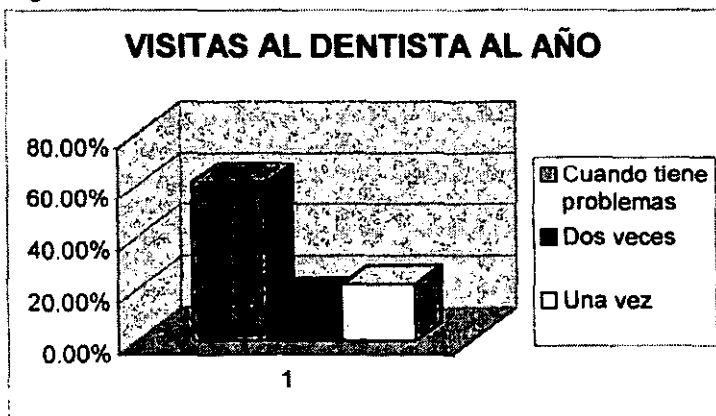 VISITAS AL DENTISTA AL AÑO
80.00%
60.00%
40.00%
20.00%
0.00%
1
Cuando tiene
problemas
Dos veces
Una vez